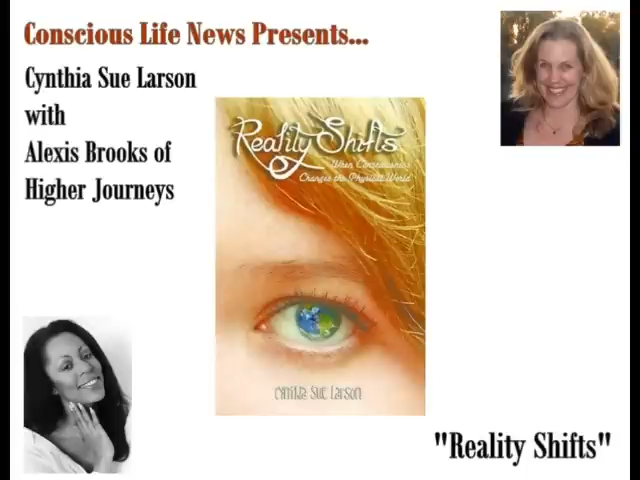 Conscious Life News Presents...
Cynthia Sue Larson
with
Alexis Brooks of
Higher Journeys
Reality Shifts
When Consciousness
Changes the Physical World
Cynthia Sue Larson
"Reality Shifts"